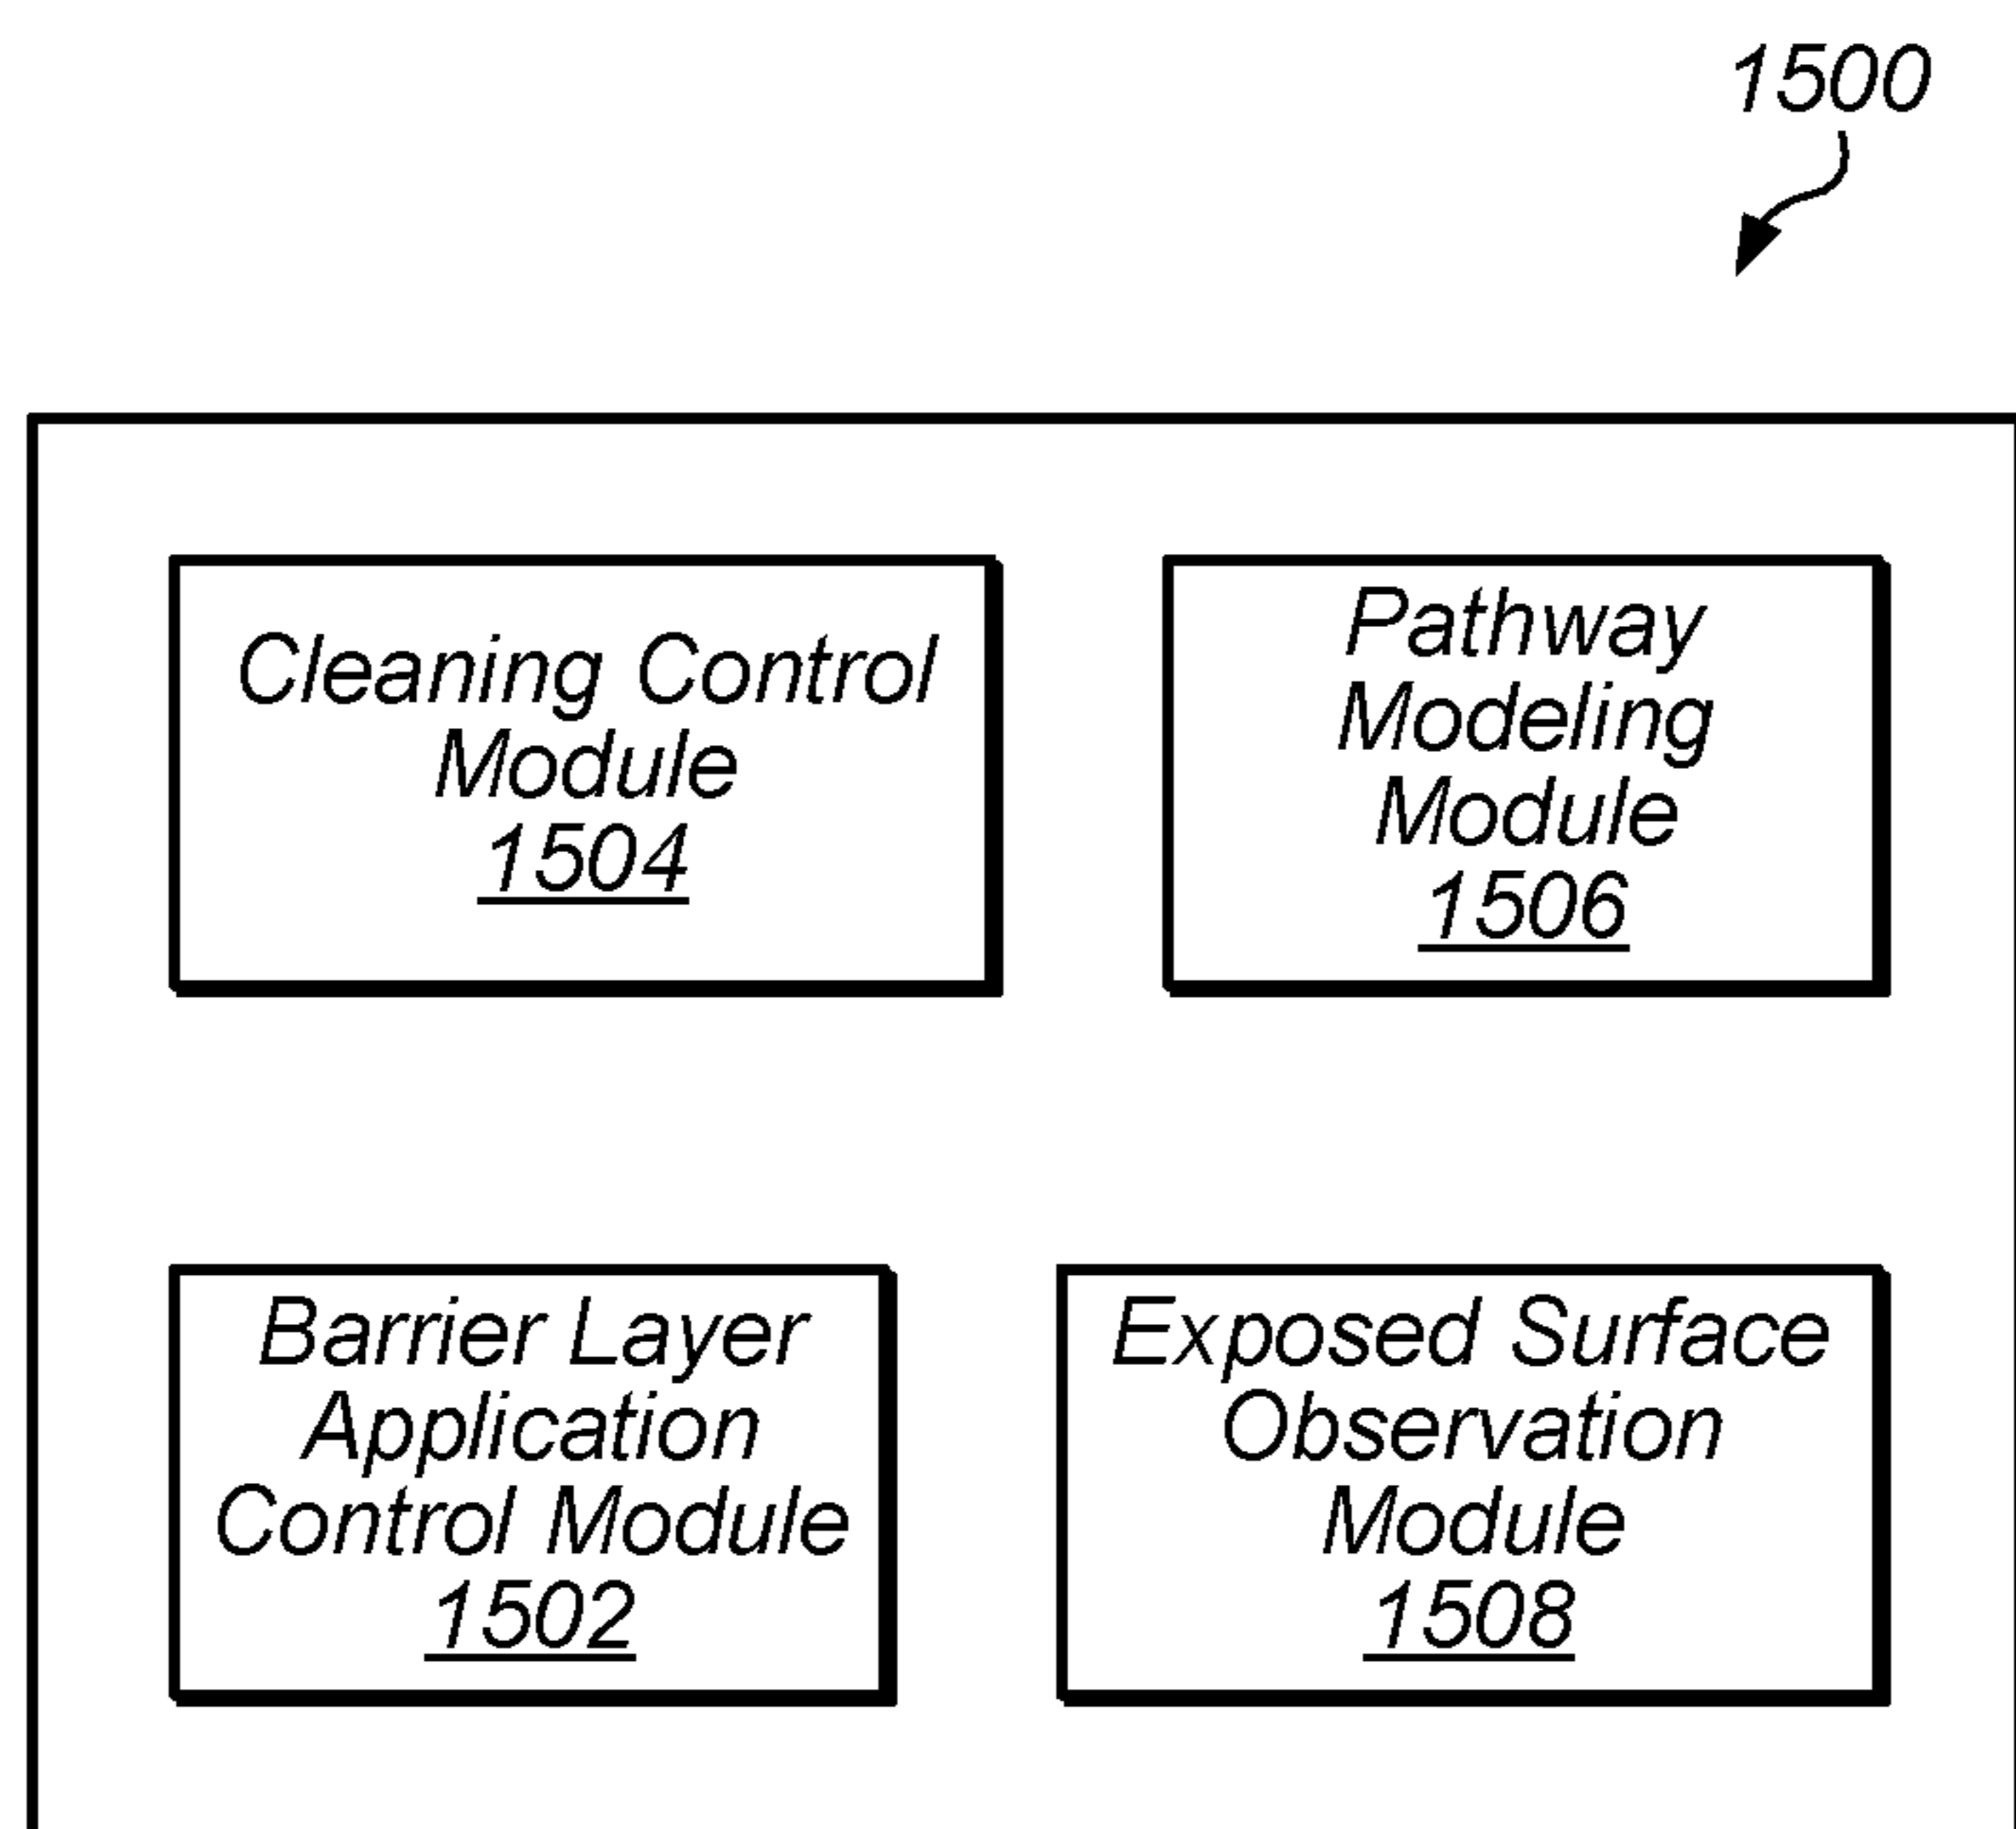 1500
Cleaning Control
Module
1504
Pathway
Modeling
Module
1506
Barrier Layer
Application
Control Module
1502
Exposed Surface
Observation
Module
1508